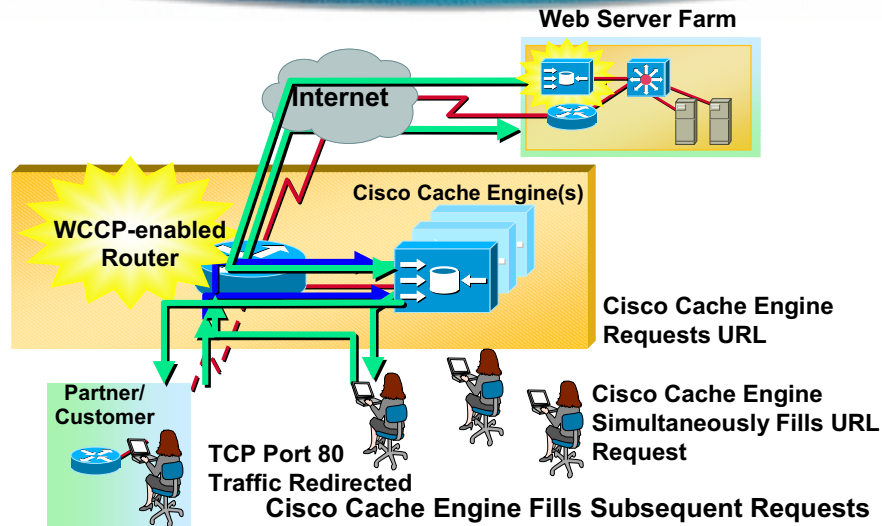 Web Server Farm
Internet
Cisco Cache Engine(s)
WCCP-enabled
Router
Cisco Cache Engine
Requests URL
Partner/
Customer
Cisco Cache Engine
Simultaneously Fills URL
Request
TCP Port 80
Traffic Redirected
Cisco Cache Engine Fills Subsequent Requests